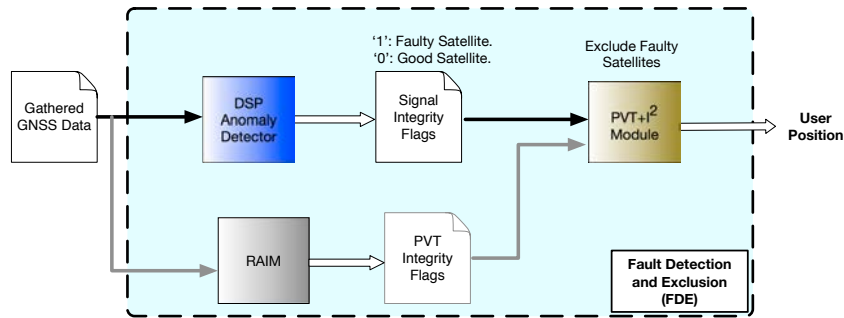 '1': Faulty Satellite.
'0': Good Satellite.
Exclude Faulty
Satellites
Gathered
GNSS Data
DSP
Anomaly
Detector
Signal
Integrity
Flags
PVT+I²
Module
User
Position
RAIM
PVT
Integrity
Flags
Fault Detection
and Exclusion
(FDE)